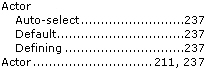 Actor
Auto-select............................237
Default..................................237
Defining ................................237
Actor................................211, 237